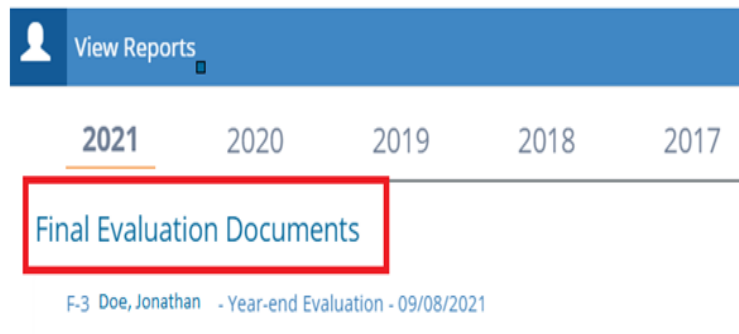 View Reports
2021 2020 2019 2018 2017
Final Evaluation Documents
F-3 Doe, Jonathan - Year-end Evaluation - 09/08/2021